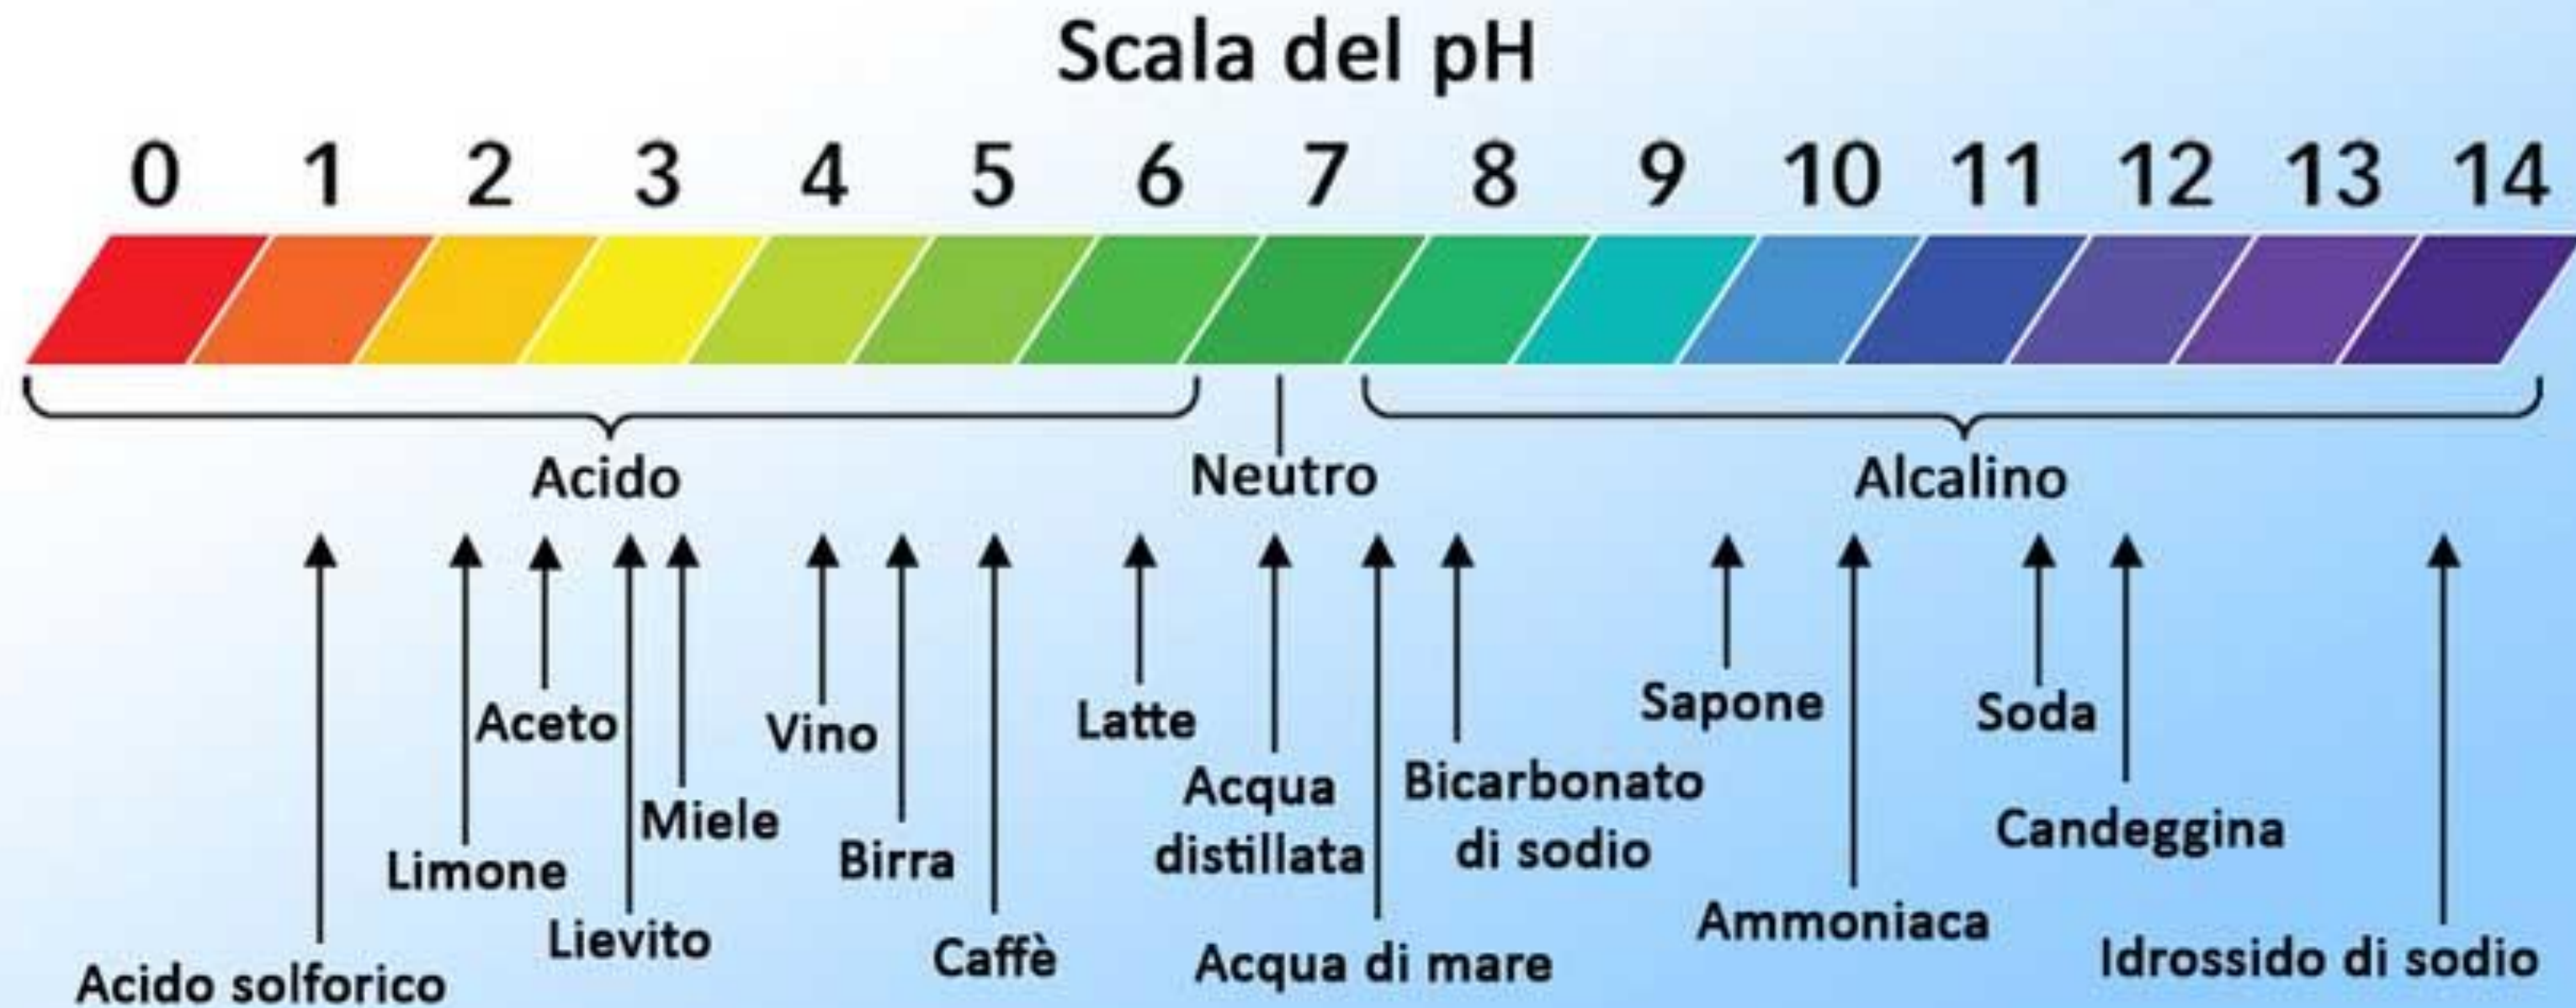 Scala del pH
0 1 2 3 4 5 6 7 8 9 10 11 12 13 14
Acido
Neutro
Alcalino
Acido solforico
Limone
Aceto
Lievito
Miele
Vino
Birra
Caffè
Latte
Acqua
distillata
Acqua di mare
Bicarbonato
di sodio
Sapone
Ammoniaca
Soda
Candeggina
Idrossido di sodio